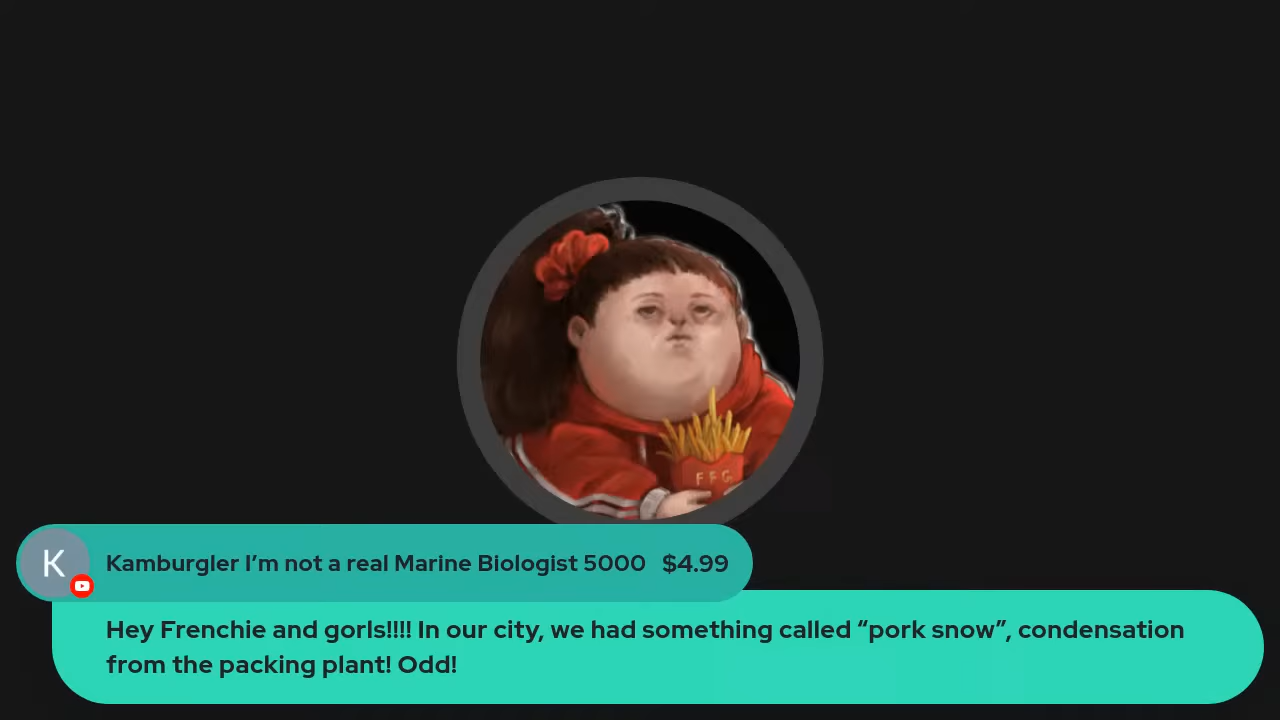 FFG
K
Kamburgler I’m not a real Marine Biologist 5000 $4.99
Hey Frenchie and gorls!!!! In our city, we had something called “pork snow”, condensation
from the packing plant! Odd!